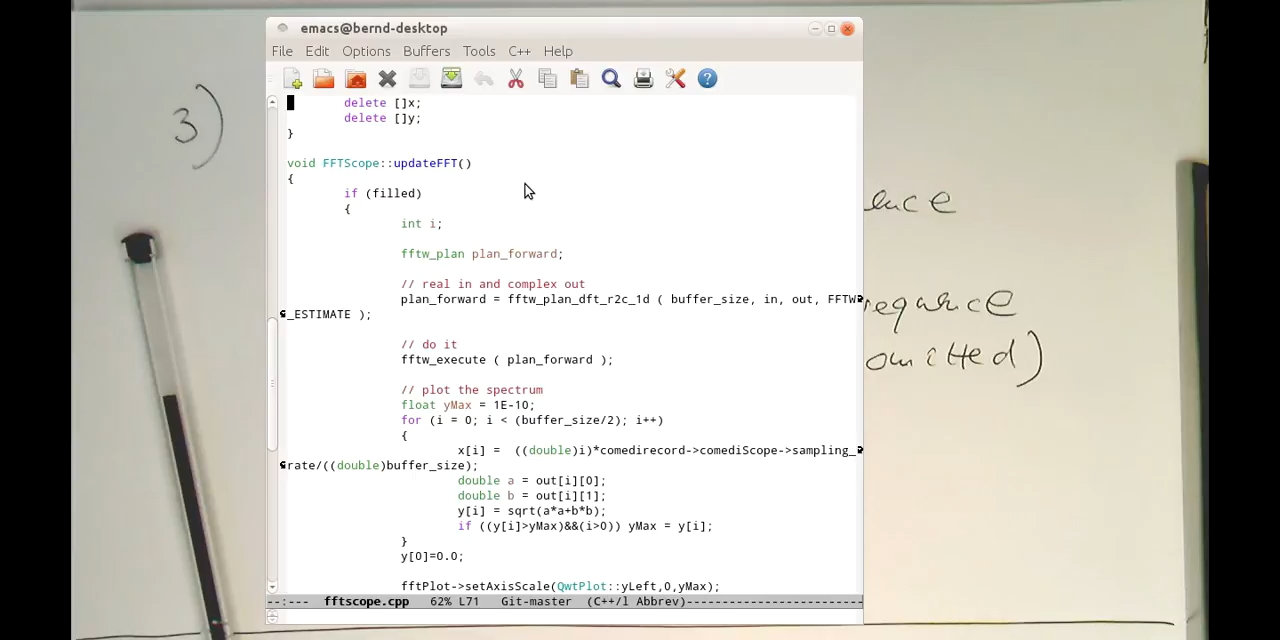 emacs@bernd-desktop
File Edit Options Buffers Tools C++ Help
delete []x;
delete []y;
}
void FFTScope::updateFFT()
{
if (filled)
{
int i;
fftw_plan plan_forward;
// real in and complex out
plan_forward = fftw_plan_dft_r2c_1d ( buffer_size, in, out, FFTW
_ESTIMATE );
// do it
fftw_execute ( plan_forward );
// plot the spectrum
float yMax = 1E-10;
for (i = 0; i < (buffer_size/2); i++)
{
x[i] =  ((double)i)*comedirecord->comediScope->sampling_
rate/((double)buffer_size);
double a = out[i][0];
double b = out[i][1];
y[i] = sqrt(a*a+b*b);
if ((y[i]>yMax)&&(i>0)) yMax = y[i];
}
y[0]=0.0;
fftPlot->setAxisScale(QwtPlot::yLeft,0,yMax);
--:---  fftscope.cpp   62% L71   Git-master  (C++/l Abbrev)
3)
omitted)